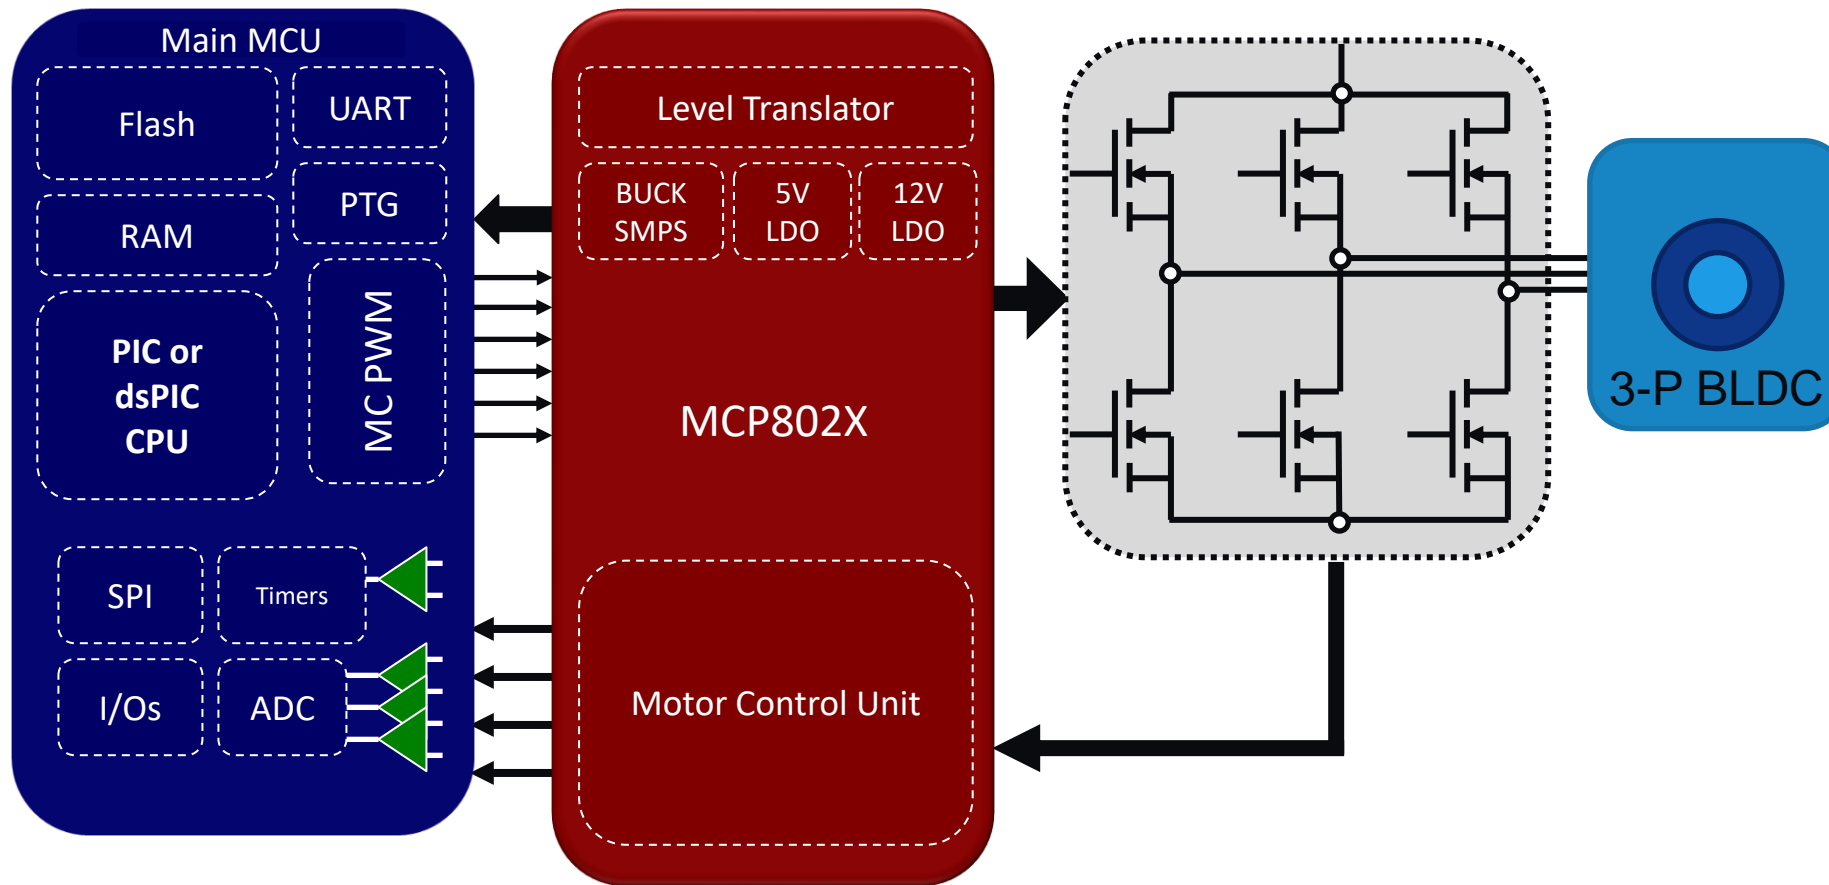 Main MCU
Flash
UART
RAM
PTG
PIC or
dsPIC
CPU
MC PWM
SPI
Timers
I/Os
ADC
Level Translator
BUCK
SMPS
5V
LDO
12V
LDO
MCP802X
Motor Control Unit
3-P BLDC